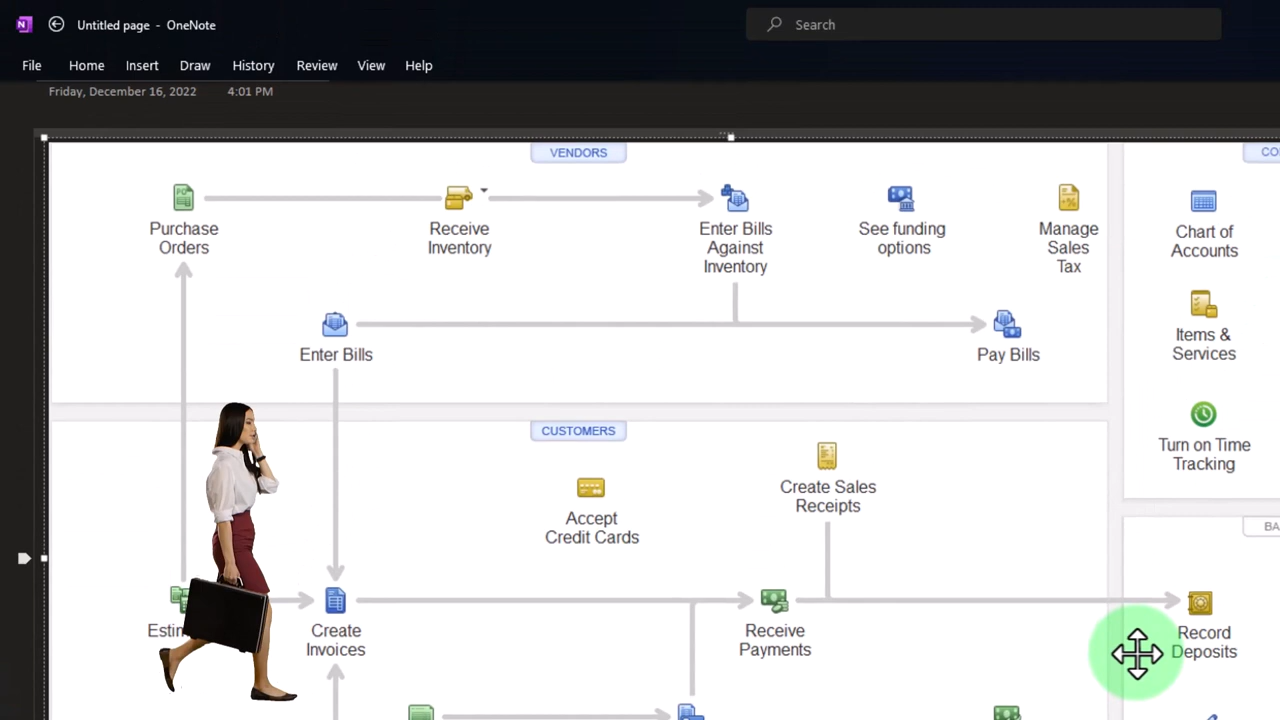 Untitled page - OneNote
Search
File Home Insert Draw History Review View Help
Friday, December 16, 2022 4:01 PM
VENDORS
Purchase
Orders
Receive
Inventory
Enter Bills
Against
Inventory
See funding
options
Manage
Sales
Tax
Chart of
Accounts
Enter Bills
Pay Bills
Items &
Services
Turn on Time
Tracking
CUSTOMERS
Accept
Credit Cards
Create Sales
Receipts
Create
Invoices
Receive
Payments
Record
Deposits